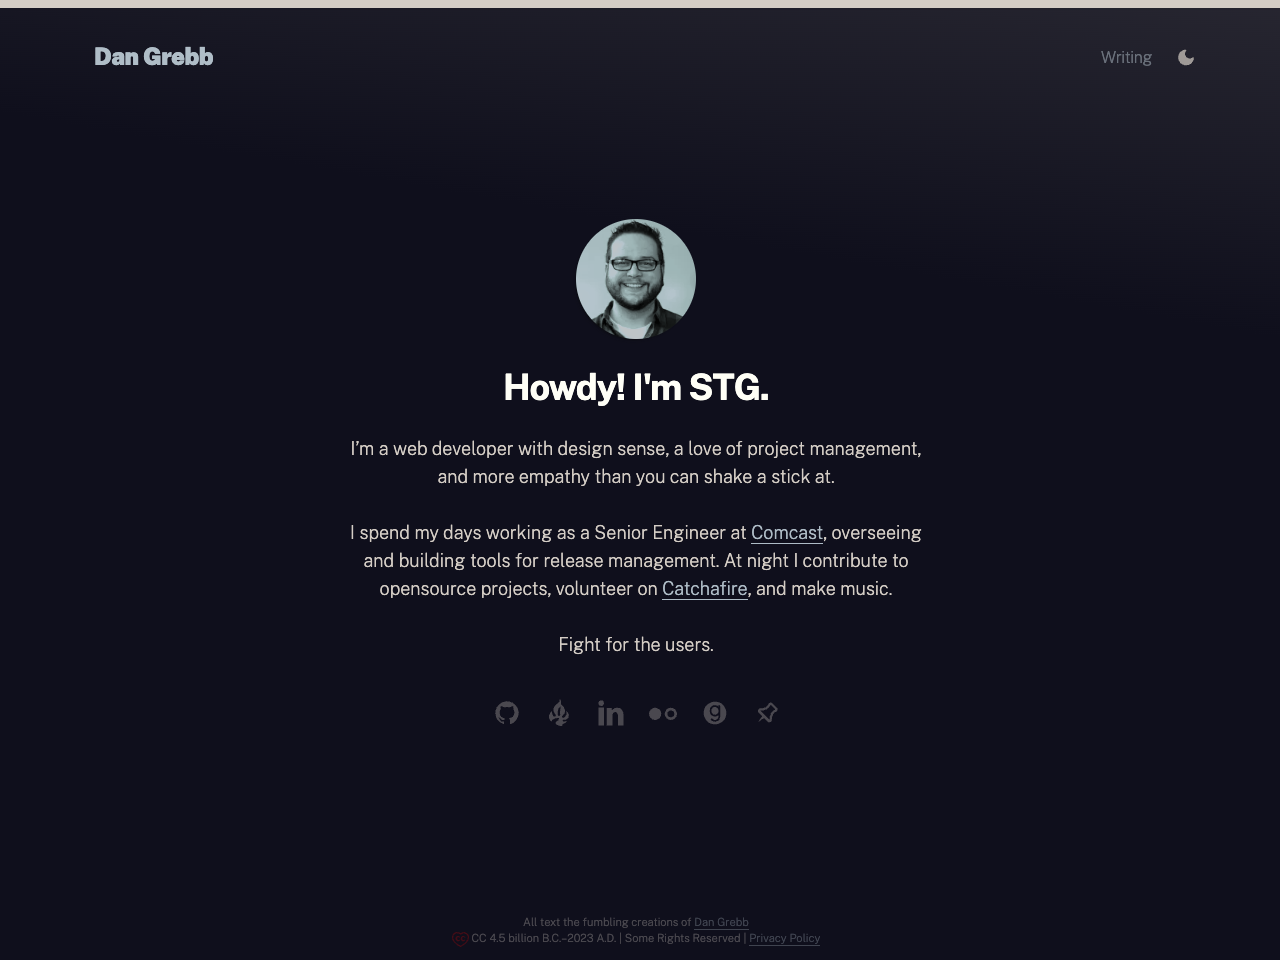 Dan Grebb
Writing
Howdy! I'm STG.
I’m a web developer with design sense, a love of project management,
and more empathy than you can shake a stick at.
I spend my days working as a Senior Engineer at Comcast, overseeing
and building tools for release management. At night I contribute to
opensource projects, volunteer on Catchafire, and make music.
Fight for the users.
All text the fumbling creations of Dan Grebb
CC 4.5 billion B.C.–2023 A.D. | Some Rights Reserved | Privacy Policy